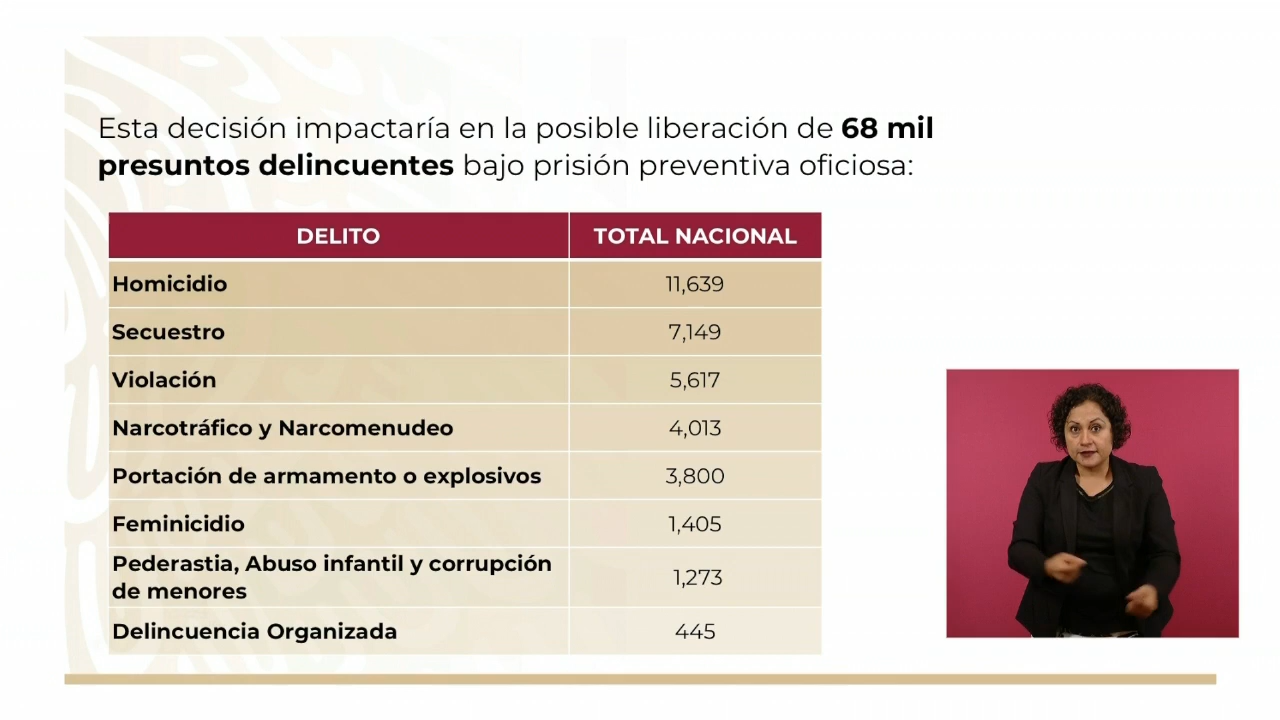 Esta decisión impactaría en la posible liberación de 68 mil
presuntos delincuentes bajo prisión preventiva oficiosa:
DELITO TOTAL NACIONAL
Homicidio 11,639
Secuestro 7,149
Violación 5,617
Narcotráfico y Narcomenudeo 4,013
Portación de armamento o explosivos 3,800
Feminicidio 1,405
Pederastia, Abuso infantil y corrupción
de menores 1,273
Delincuencia Organizada 445